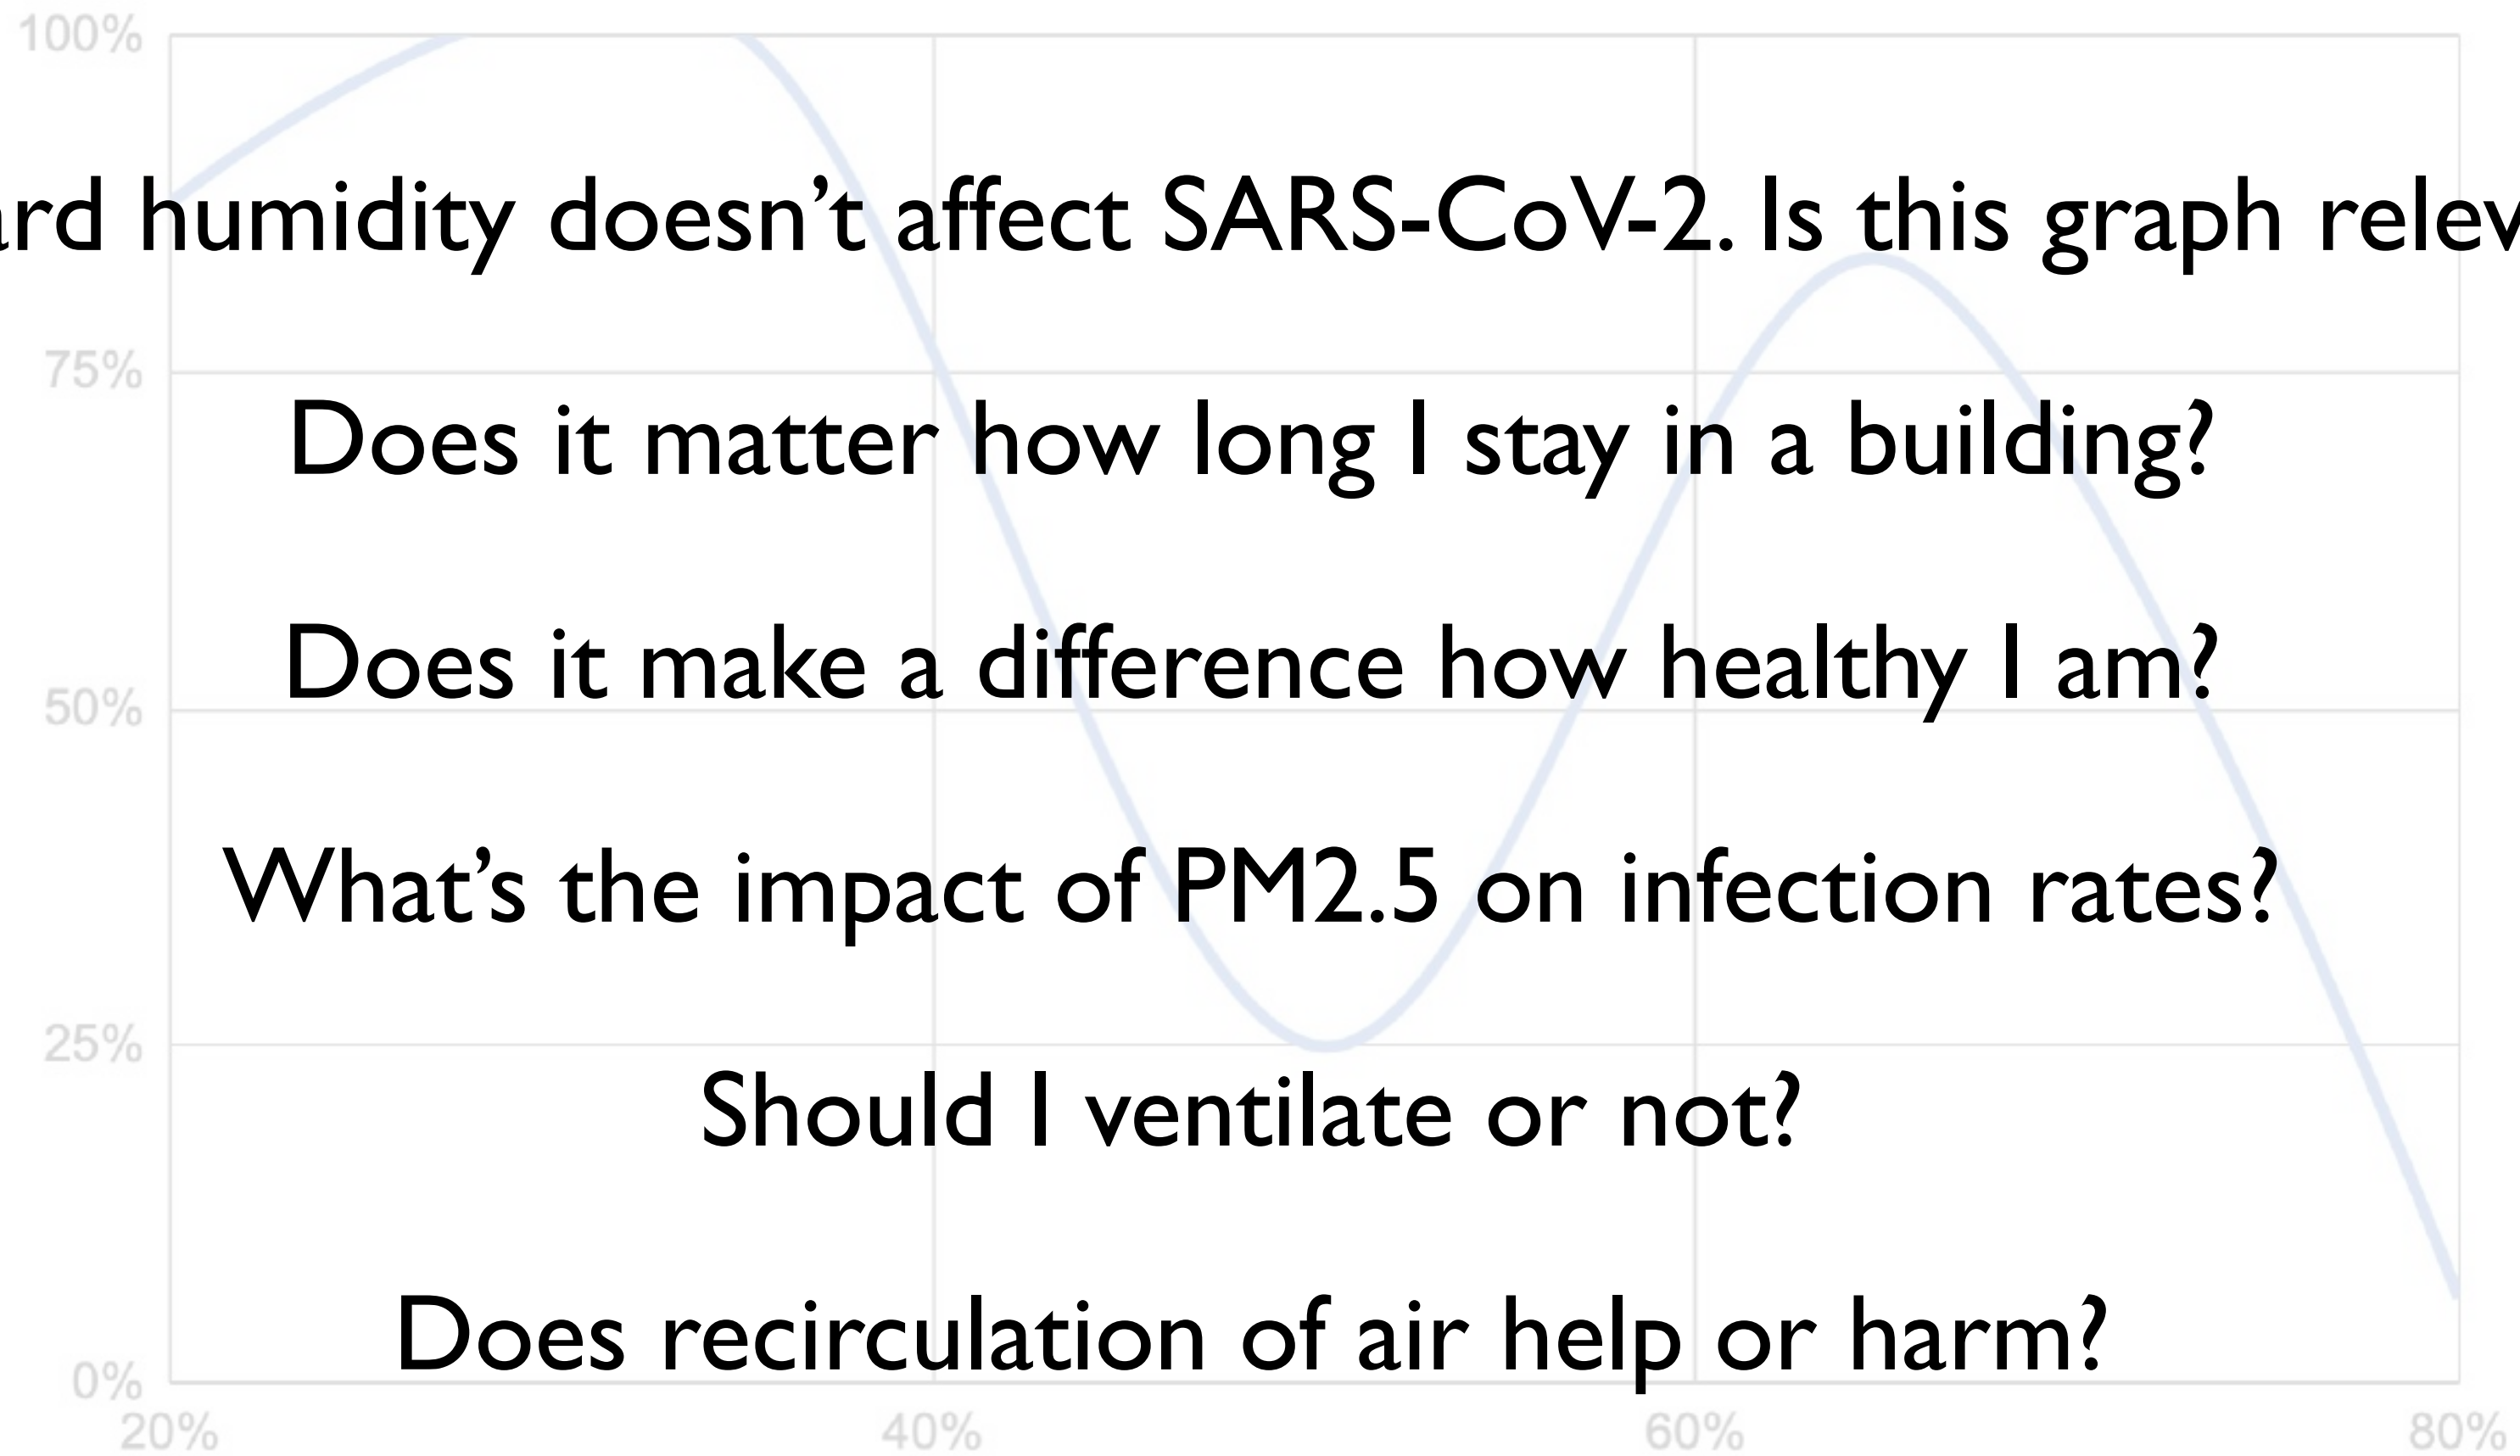 100%
humidity doesn’t affect SARS-CoV-2. Is this graph
75%
Does it matter how long I stay in a building?
Does it make a difference how healthy I am?
50%
What’s the impact of PM2.5 on infection rates?
25%
Should I ventilate or not?
Does recirculation of air help or harm?
0%
20% 40% 60% 80%